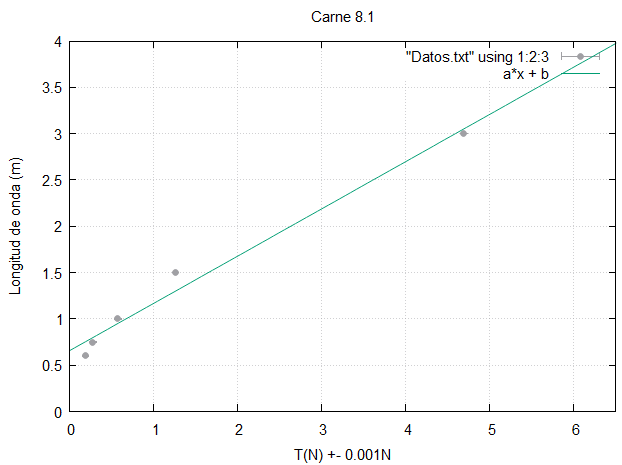 Carne 8.1
"Datos.txt" using 1:2:3
a*x + b
4
3.5
3
2.5
2
1.5
1
0.5
0
Longitud de onda (m)
0 1 2 3 4 5 6
T(N) +- 0.001N